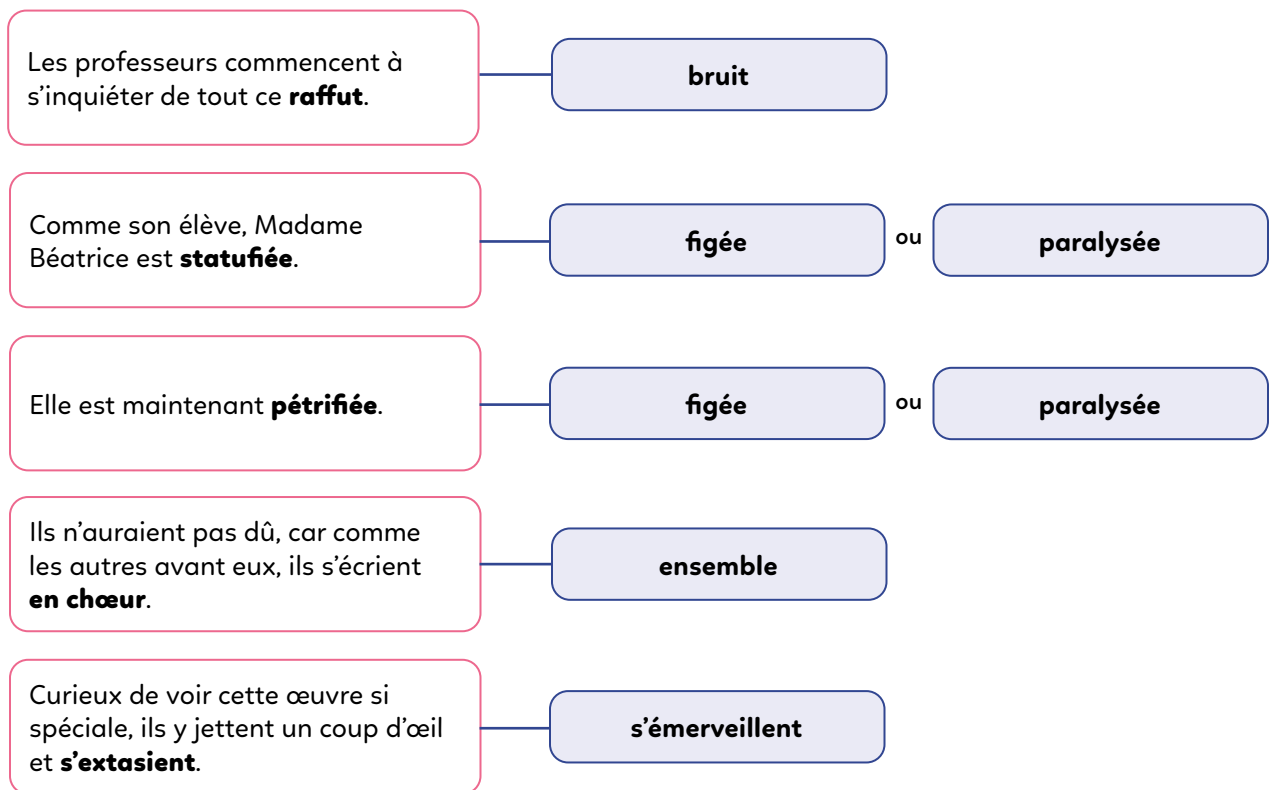 Les professeurs commencent à
s'inquiéter de tout ce raffut.
bruit
Comme son élève, Madame
Béatrice est statufiée.
figée ou paralysée
Elle est maintenant pétrifiée.
figée ou paralysée
Ils n'auraient pas dû, car comme
les autres avant eux, ils s'écrient
en chœur.
ensemble
Curieux de voir cette œuvre si
spéciale, ils y jettent un coup d'œil
et s'extasient.
s'émerveillent